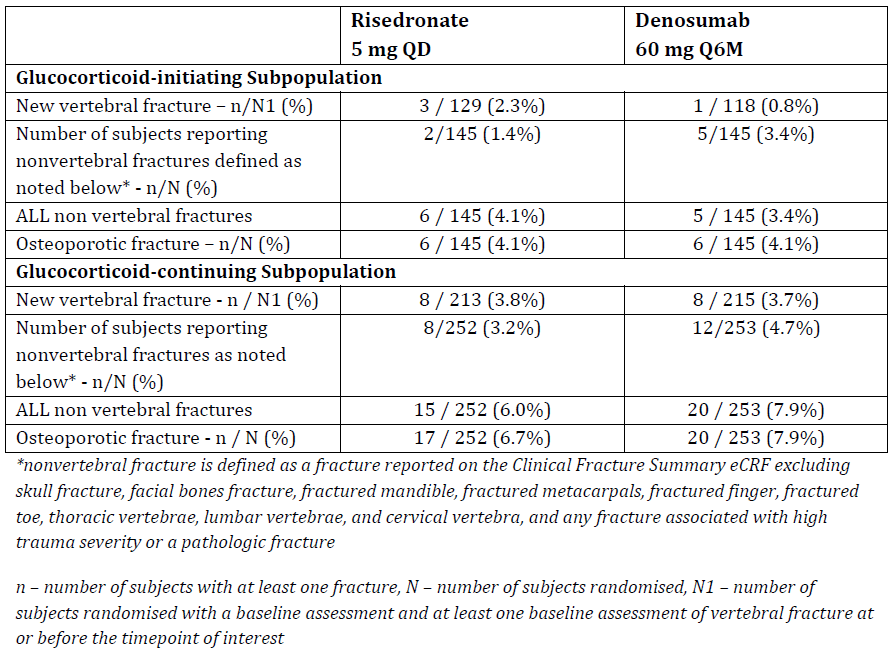 Risedronate Denosumab
5 mg QD 60 mg Q6M
Glucocorticoid-initiating Subpopulation
New vertebral fracture – n/N1 (%) 3 / 129 (2.3%) 1 / 118 (0.8%)
Number of subjects reporting 2/145 (1.4%) 5/145 (3.4%)
nonvertebral fractures defined as
noted below* - n/N (%)
ALL non vertebral fractures 6 / 145 (4.1%) 5 / 145 (3.4%)
Osteoporotic fracture – n/N (%) 6 / 145 (4.1%) 6 / 145 (4.1%)
Glucocorticoid-continuing Subpopulation
New vertebral fracture - n / N1 (%) 8 / 213 (3.8%) 8 / 215 (3.7%)
Number of subjects reporting 8/252 (3.2%) 12/253 (4.7%)
nonvertebral fractures as noted
below* - n/N (%)
ALL non vertebral fractures 15 / 252 (6.0%) 20 / 253 (7.9%)
Osteoporotic fracture - n / N (%) 17 / 252 (6.7%) 20 / 253 (7.9%)
*nonvertebral fracture is defined as a fracture reported on the Clinical Fracture Summary eCRF excluding
skull fracture, facial bones fracture, fractured mandible, fractured metacarpals, fractured finger, fractured
toe, thoracic vertebrae, lumbar vertebrae, and cervical vertebra, and any fracture associated with high
trauma severity or a pathologic fracture
n – number of subjects with at least one fracture, N – number of subjects randomised, N1 – number of
subjects randomised with a baseline assessment and at least one baseline assessment of vertebral fracture at
or before the timepoint of interest